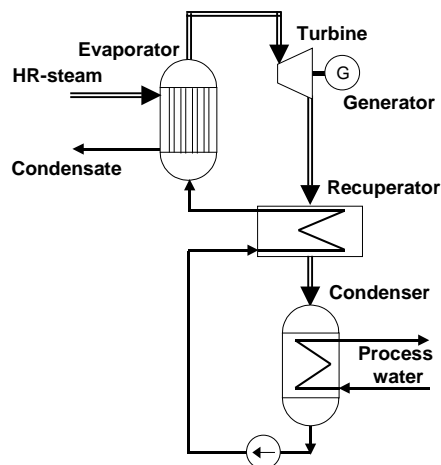 Turbine
Evaporator
HR-steam
G
Generator
Condensate
Recuperator
Condenser
Process
water